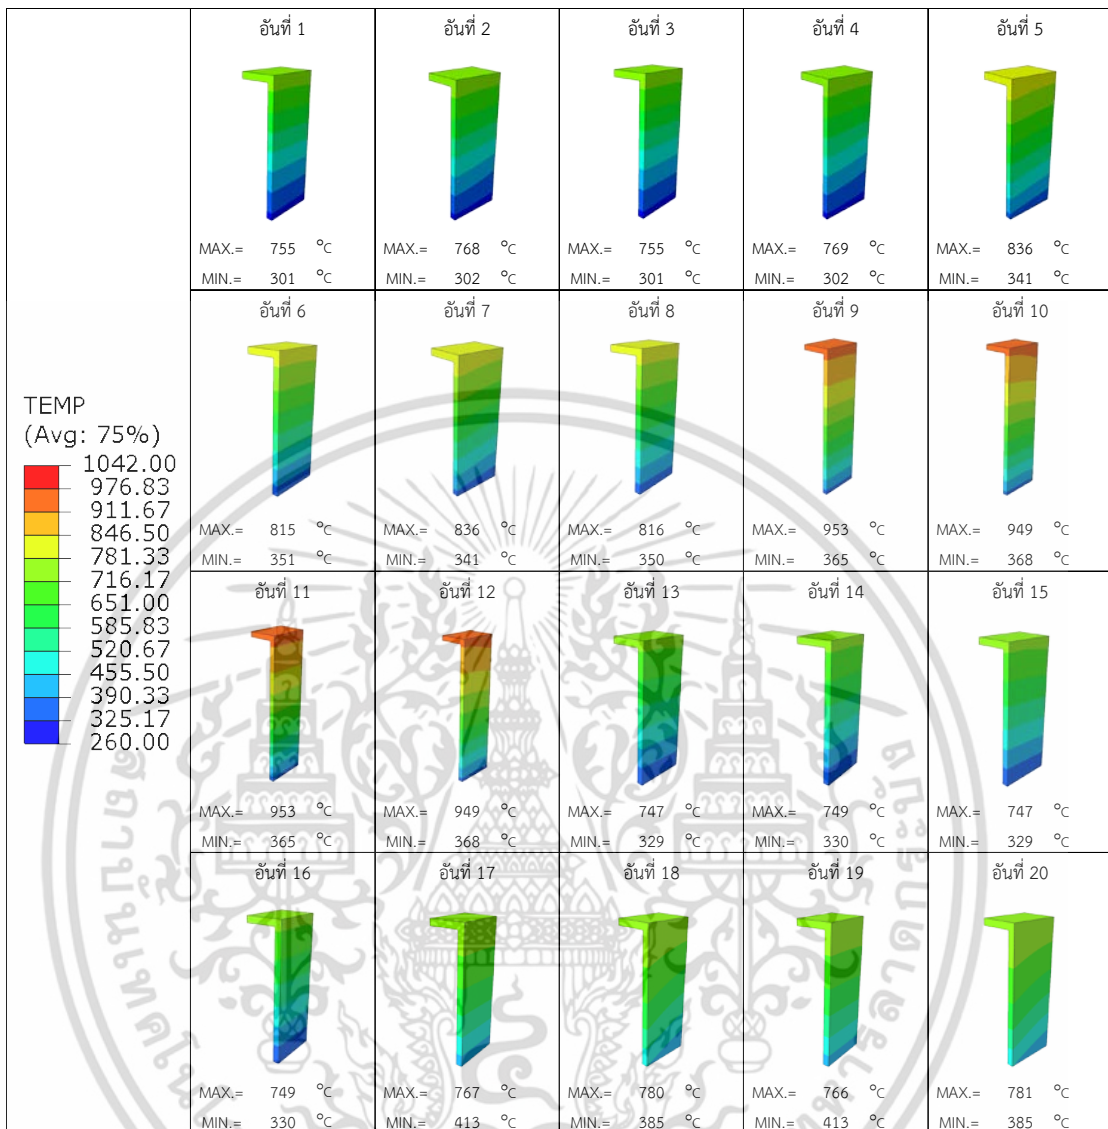 อันที่ 1 อันที่ 2 อันที่ 3 อันที่ 4 อันที่ 5
MAX.= 755 °C MAX.= 768 °C MAX.= 755 °C MAX.= 769 °C MAX.= 836 °C
MIN.= 301 °C MIN.= 302 °C MIN.= 301 °C MIN.= 302 °C MIN.= 341 °C
อันที่ 6 อันที่ 7 อันที่ 8 อันที่ 9 อันที่ 10
MAX.= 815 °C MAX.= 836 °C MAX.= 816 °C MAX.= 953 °C MAX.= 949 °C
MIN.= 351 °C MIN.= 341 °C MIN.= 350 °C MIN.= 365 °C MIN.= 368 °C
TEMP
(Avg: 75%)
1042.00
976.83
911.67
846.50
781.33
716.17
651.00
585.83
520.67
455.50
390.33
325.17
260.00
อันที่ 11 อันที่ 12 อันที่ 13 อันที่ 14 อันที่ 15
MAX.= 953 °C MAX.= 949 °C MAX.= 747 °C MAX.= 749 °C MAX.= 747 °C
MIN.= 365 °C MIN.= 368 °C MIN.= 329 °C MIN.= 330 °C MIN.= 329 °C
อันที่ 16 อันที่ 17 อันที่ 18 อันที่ 19 อันที่ 20
MAX.= 749 °C MAX.= 767 °C MAX.= 780 °C MAX.= 766 °C MAX.= 781 °C
MIN.= 330 °C MIN.= 413 °C MIN.= 385 °C MIN.= 413 °C MIN.= 385 °C